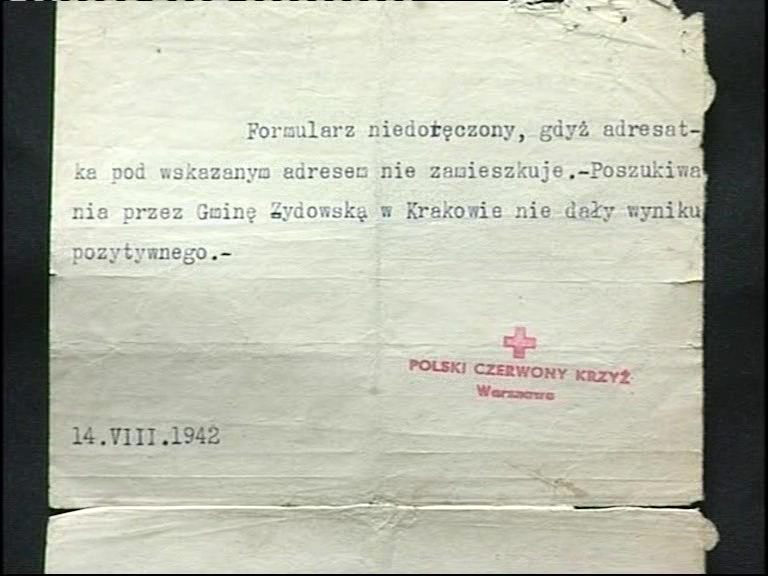 Formularz niedoręczony, gdyż adresat-
ka pod wskazanym adresem nie zamieszkuje.-Poszukiwa
nia przez Gminę Żydowską w Krakowie nie dały wyniku
pozytywnego.-
POLSKI CZERWONY KRZYŻ
Warszawa
14.VIII.1942